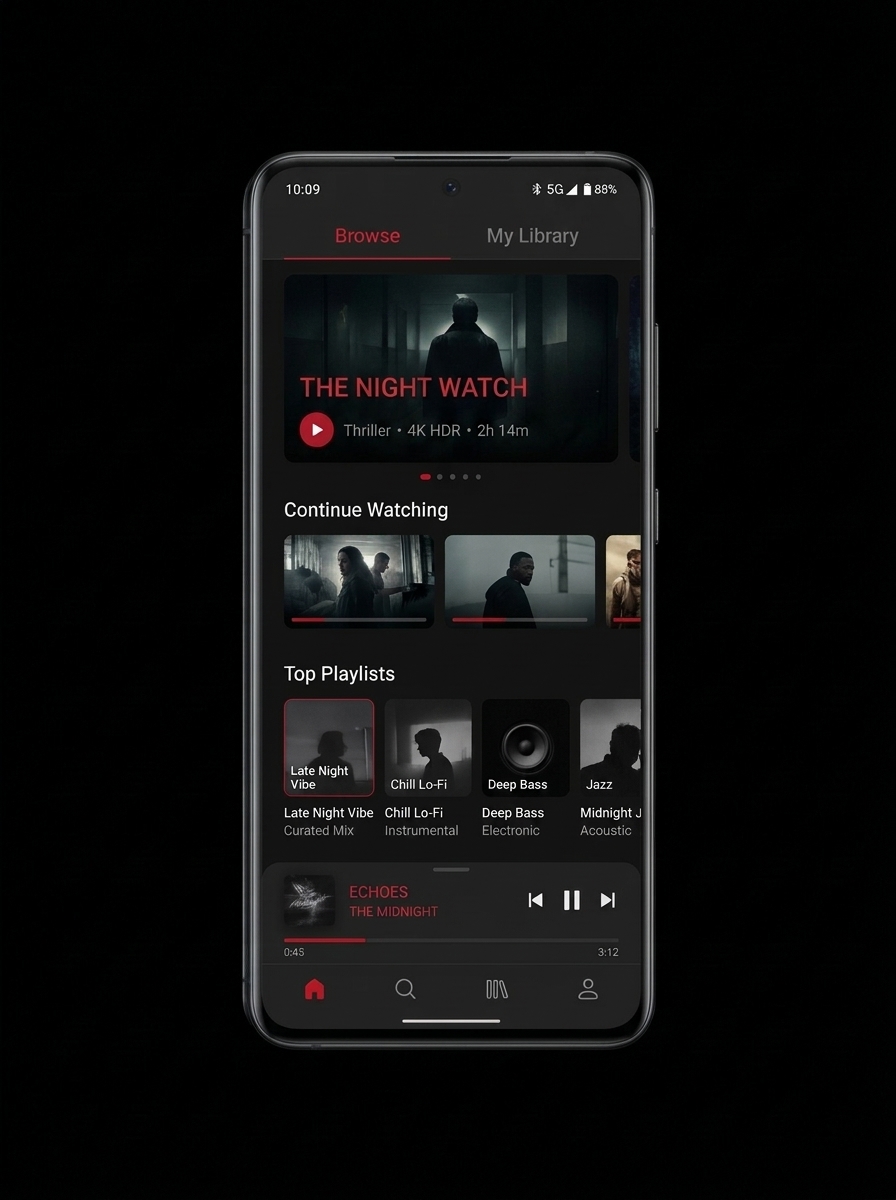 10:09
5G 88%
Browse
My Library
THE NIGHT WATCH
Thriller • 4K HDR • 2h 14m
Continue Watching
Top Playlists
Late Night
Vibe
Chill Lo-Fi
Deep Bass
Jazz
Late Night Vibe
Curated Mix
Chill Lo-Fi
Instrumental
Deep Bass
Electronic
Midnight J
Acoustic
ECHOES
THE MIDNIGHT
0:45
3:12